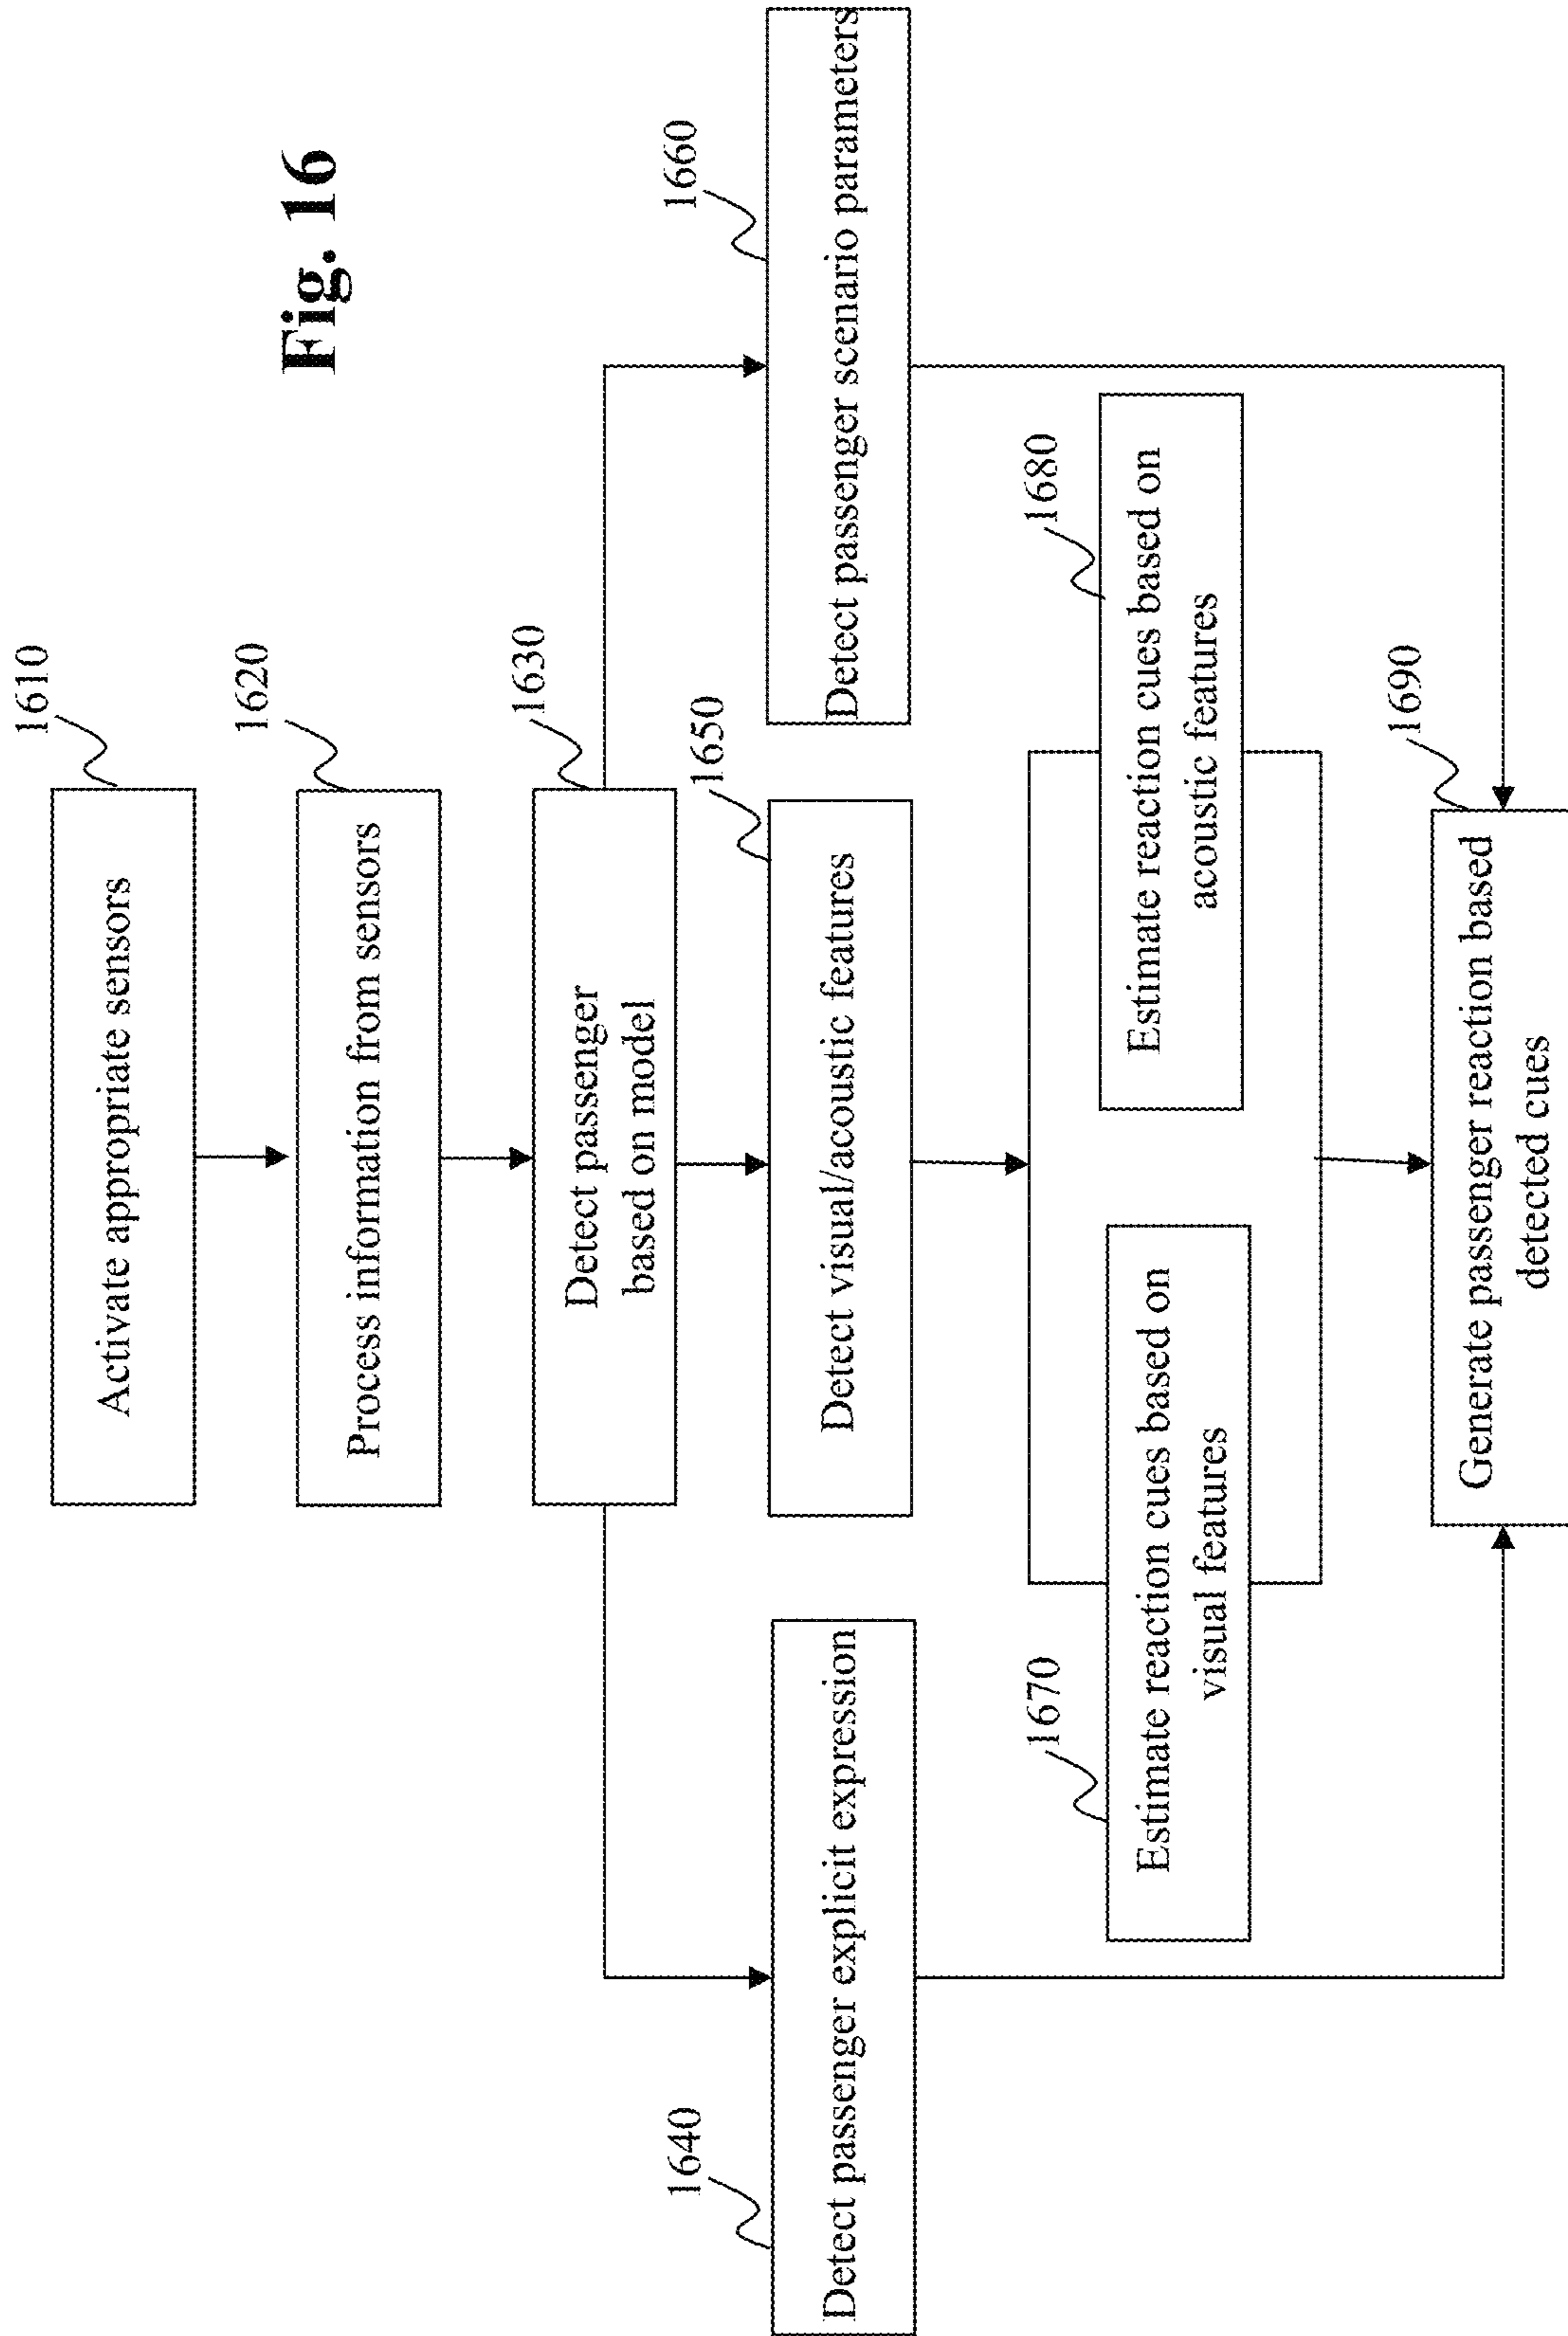 Fig. 16
1610
Activate appropriate sensors
1620
Process information from sensors
1630
Detect passenger
based on model
1640
Detect passenger explicit expression
1650
Detect visual/acoustic features
1660
Detect passenger scenario parameters
1670
Estimate reaction cues based on
visual features
1680
Estimate reaction cues based on
acoustic features
1690
Generate passenger reaction based
detected cues